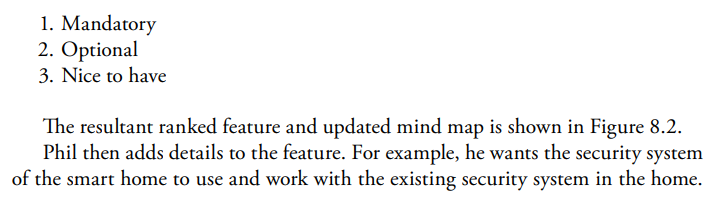 1. Mandatory
2. Optional
3. Nice to have
The resultant ranked feature and updated mind map is shown in Figure 8.2.
Phil then adds details to the feature. For example, he wants the security system
of the smart home to use and work with the existing security system in the home.